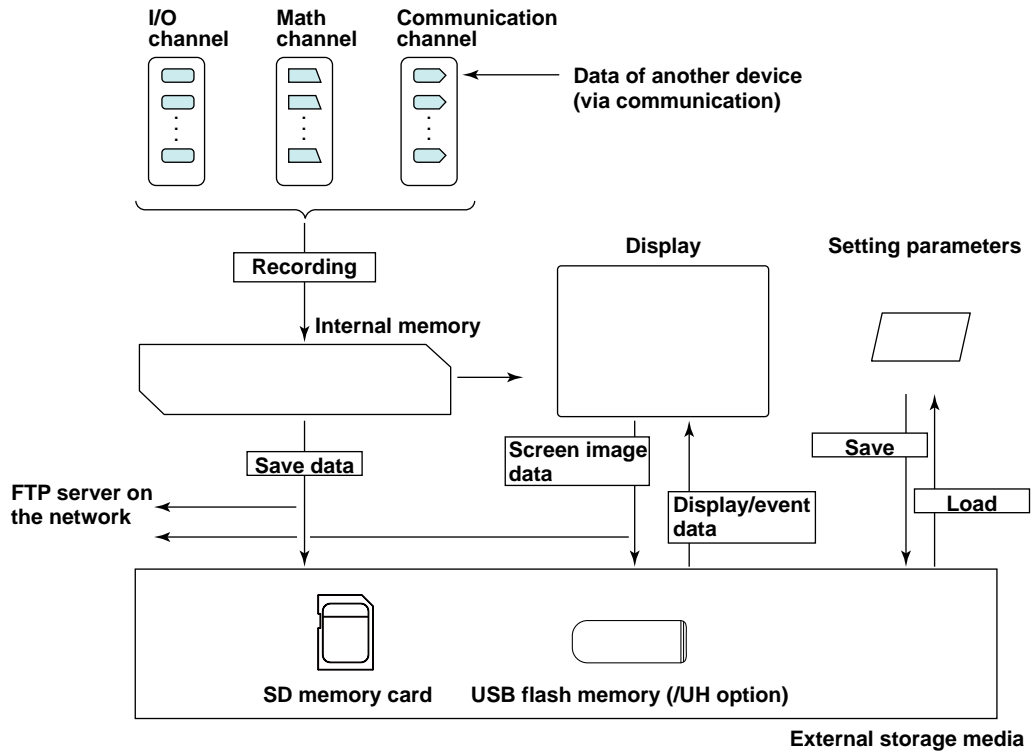 I/O
channel
Math
channel
Communication
channel
Data of another device
(via communication)
Recording
Display
Setting parameters
Internal memory
Save data
Screen image
data
Save
FTP server on
the network
Display/event
data
Load
SD memory card
USB flash memory (/UH option)
External storage media